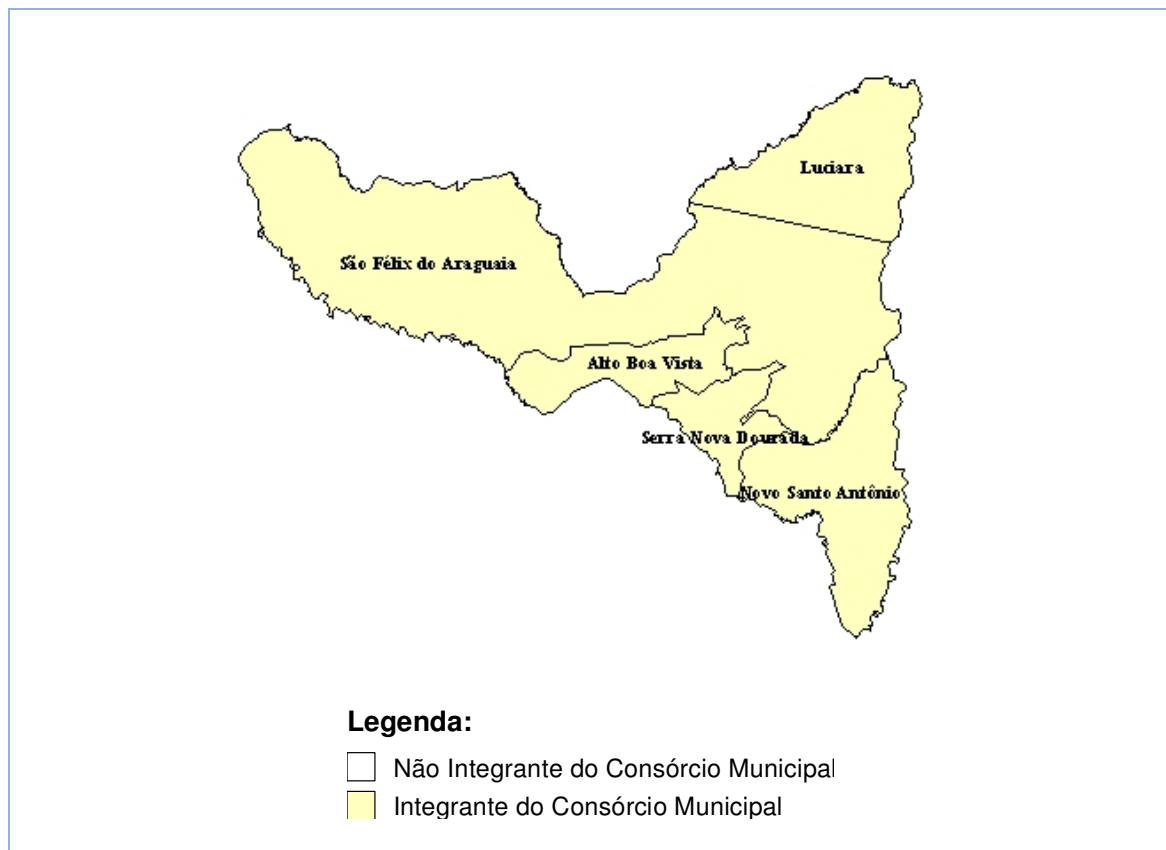 Luciara
São Félix do Araguaia
Alto Boa Vista
Serra Nova Dourada
Novo Santo Antônio
Legenda:
Não Integrante do Consórcio Municipal
Integrante do Consórcio Municipal